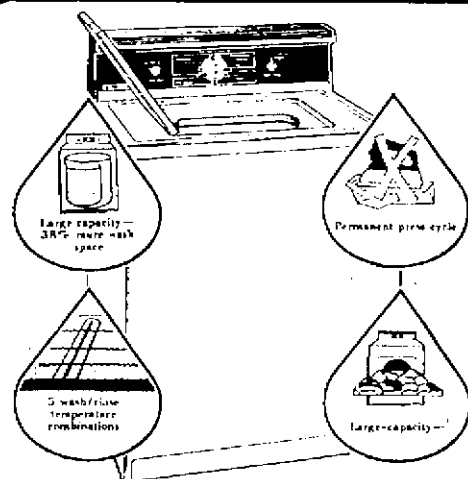 Large capacity—
38% more wash
space
Permanent press cycle
5 wash/rinse
temperature
combinations
Large-capacity—